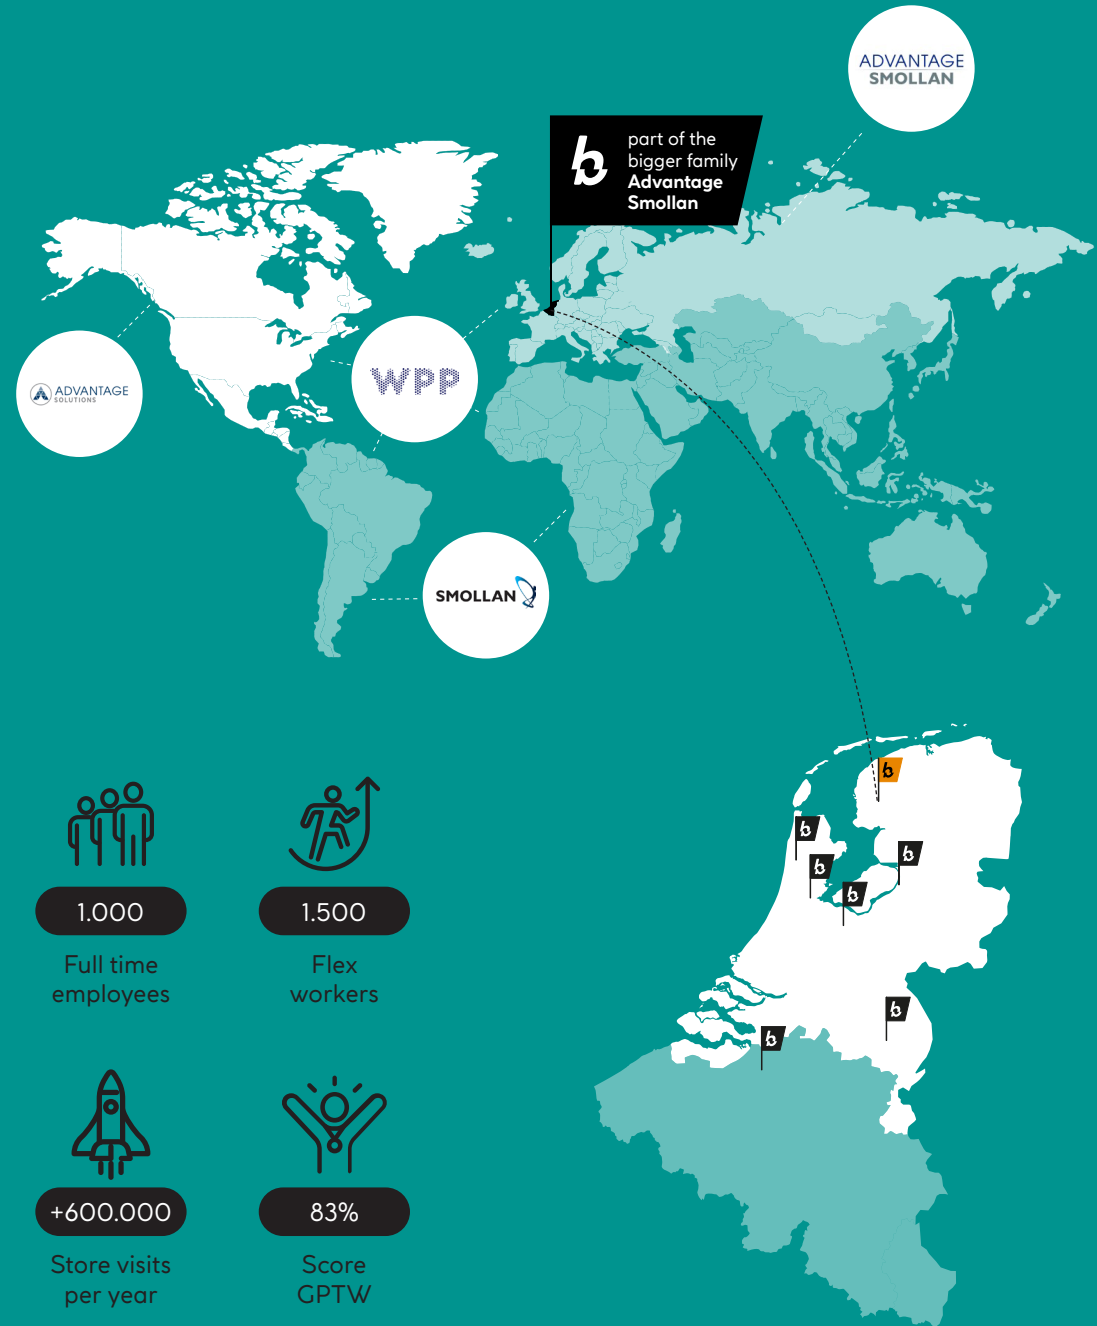 ADVANTAGE
SMOLLAN
b
part of the
bigger family
Advantage
Smollan
ADVANTAGE
SOLUTIONS
WPP
SMOLLAN
b
b
b
b
b
b
b
1.000
Full time
employees
1.500
Flex
workers
+600.000
Store visits
per year
83%
Score
GPTW